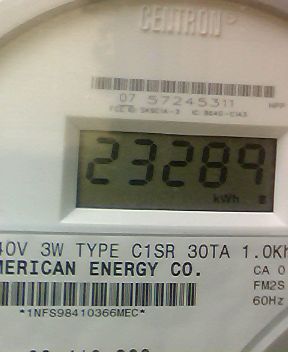 CENTRON®
07 57245311
23289
kWh
40V 3W TYPE C1SR 30TA 1.0Kh
MERICAN ENERGY CO.
CA 0
FM2S
60Hz
*1NFS98410366MEC*